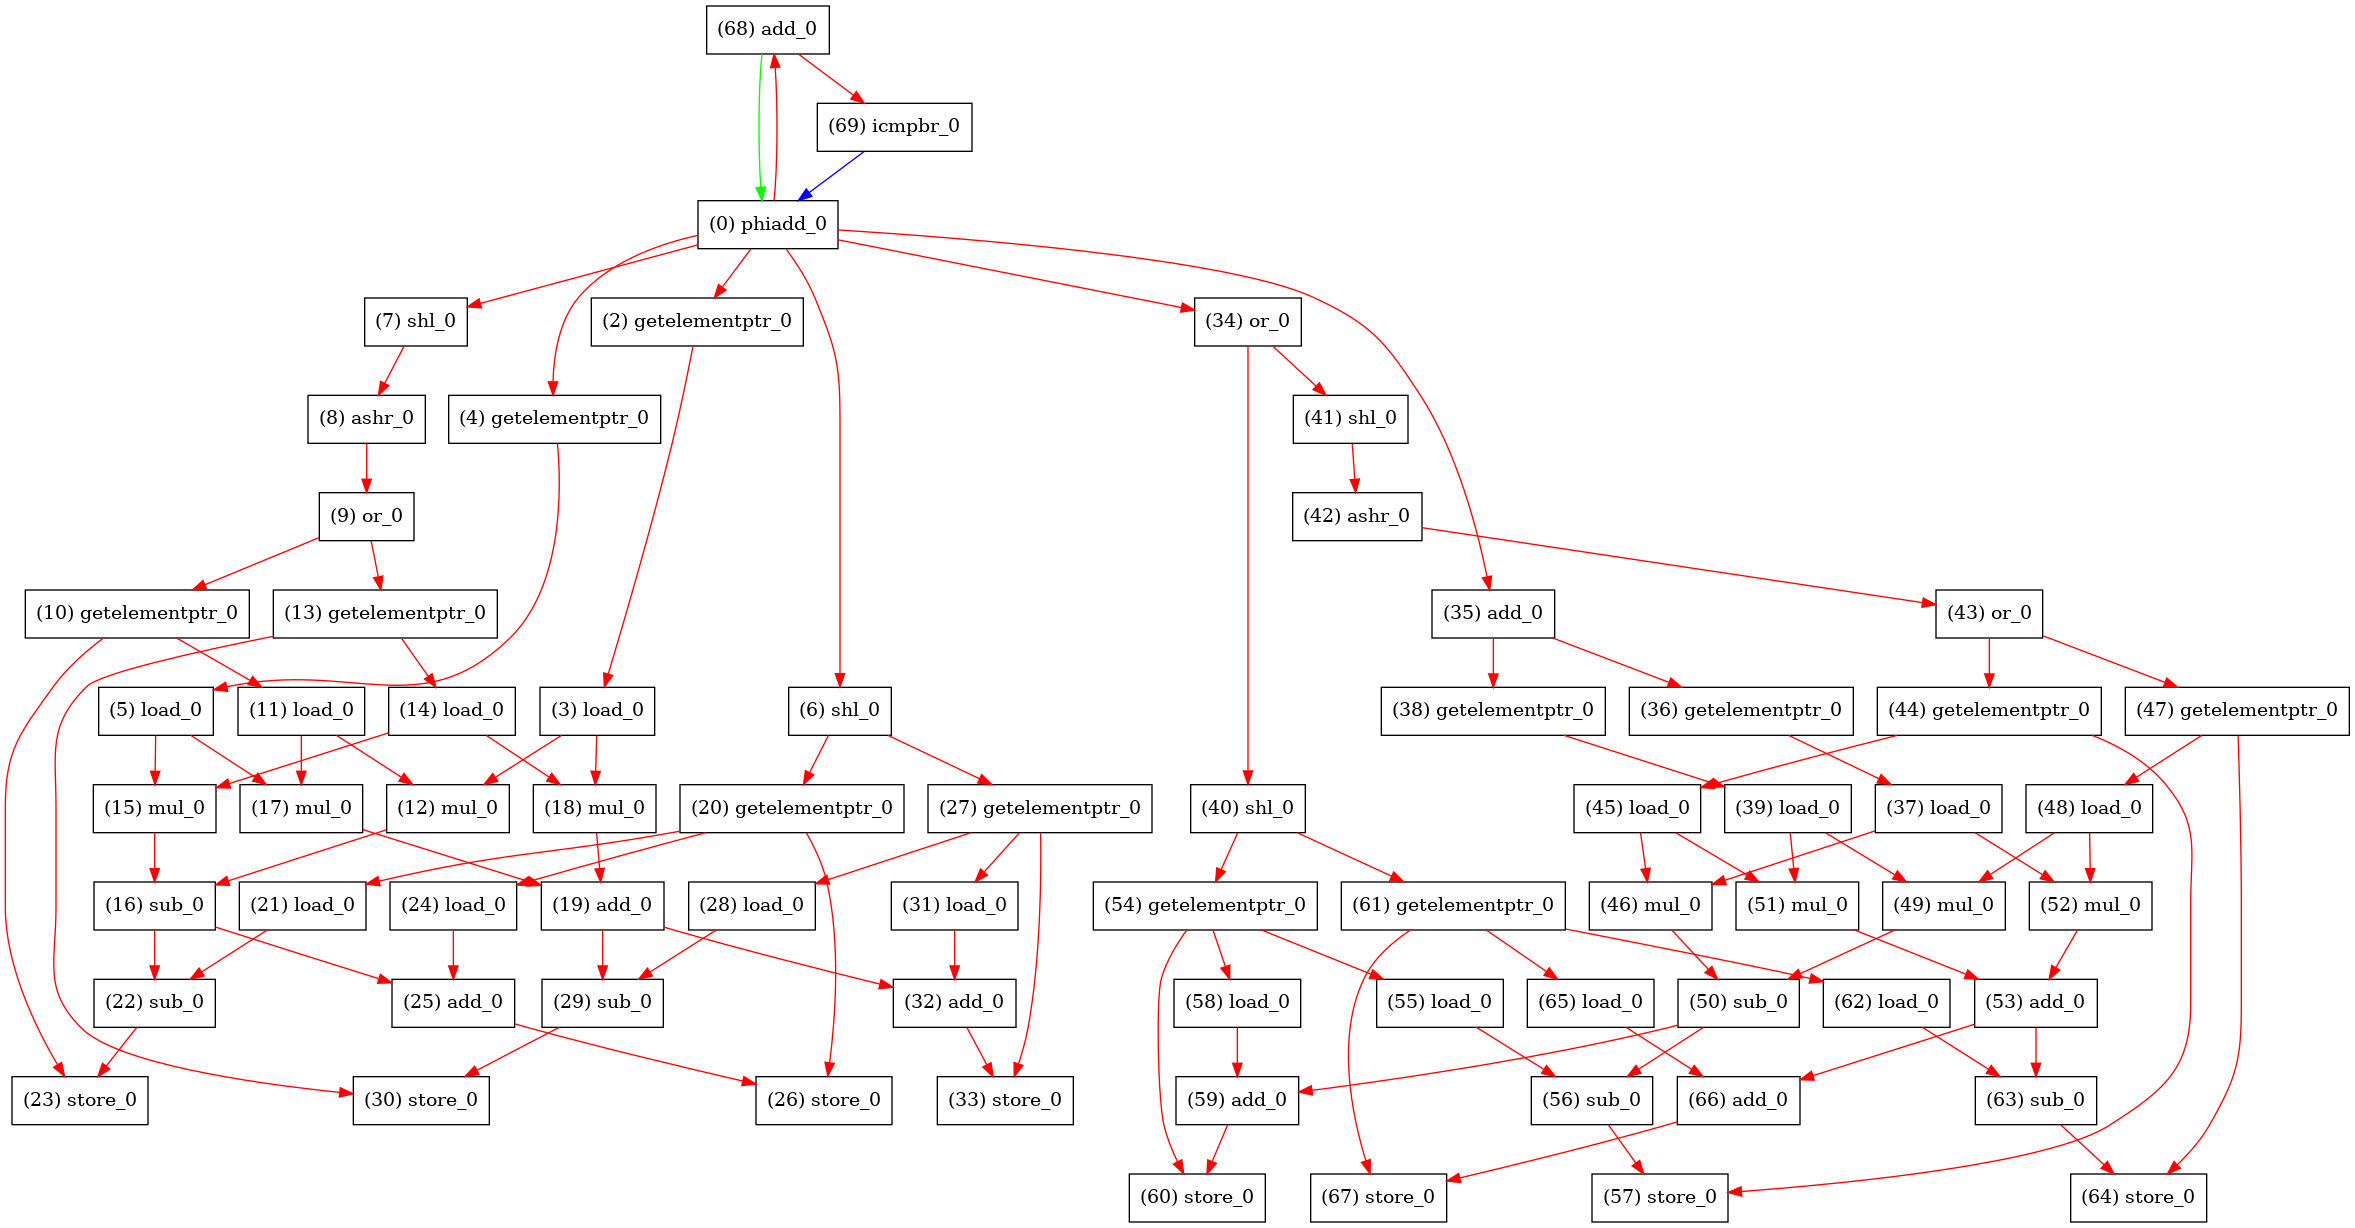 (68) add_0
(69) icmpbr_0
(0) phiadd_0
(7) shl_0
(2) getelementptr_0
(34) or_0
(8) ashr_0
(4) getelementptr_0
(41) shl_0
(9) or_0
(42) ashr_0
(10) getelementptr_0
(13) getelementptr_0
(35) add_0
(43) or_0
(5) load_0
(11) load_0
(14) load_0
(3) load_0
(6) shl_0
(38) getelementptr_0
(36) getelementptr_0
(44) getelementptr_0
(47) getelementptr_0
(15) mul_0
(17) mul_0
(12) mul_0
(18) mul_0
(20) getelementptr_0
(27) getelementptr_0
(40) shl_0
(45) load_0
(39) load_0
(37) load_0
(48) load_0
(16) sub_0
(21) load_0
(24) load_0
(19) add_0
(28) load_0
(31) load_0
(54) getelementptr_0
(61) getelementptr_0
(46) mul_0
(51) mul_0
(49) mul_0
(52) mul_0
(22) sub_0
(25) add_0
(29) sub_0
(32) add_0
(58) load_0
(55) load_0
(65) load_0
(50) sub_0
(62) load_0
(53) add_0
(23) store_0
(30) store_0
(26) store_0
(33) store_0
(59) add_0
(56) sub_0
(66) add_0
(63) sub_0
(60) store_0
(67) store_0
(57) store_0
(64) store_0